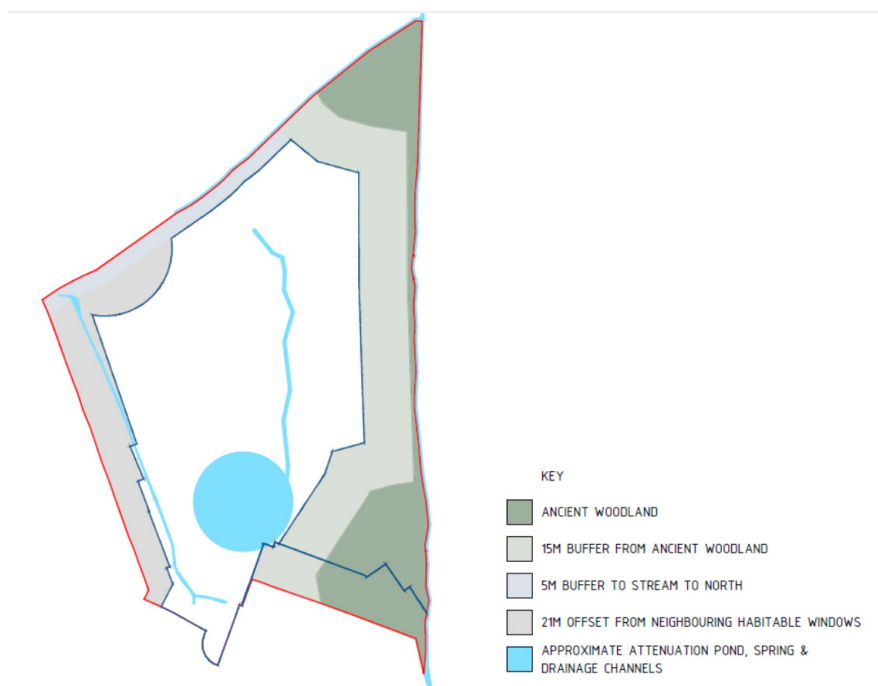 KEY
ANCIENT WOODLAND
15M BUFFER FROM ANCIENT WOODLAND
5M BUFFER TO STREAM TO NORTH
21M OFFSET FROM NEIGHBOURING HABITABLE WINDOWS
APPROXIMATE ATTENUATION POND, SPRING &
DRAINAGE CHANNELS